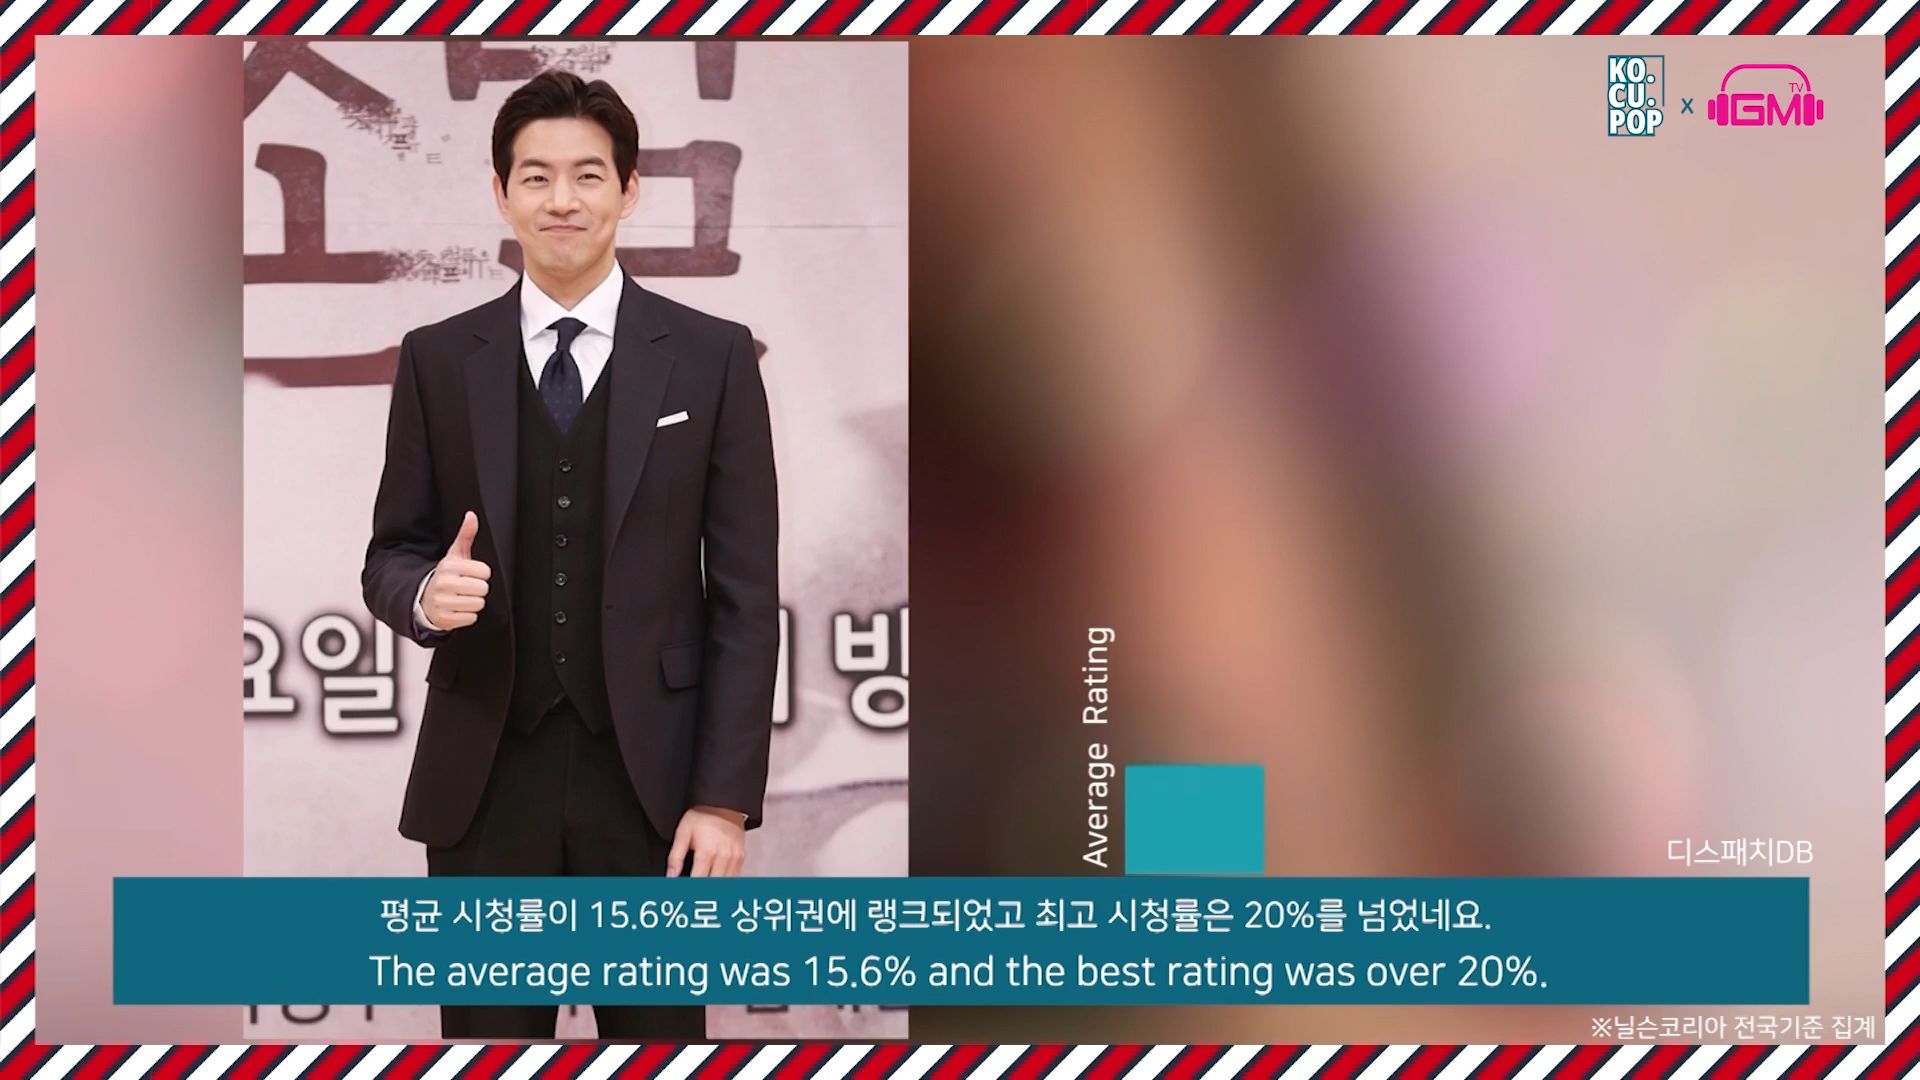 KO.
CU.
POP
x
TV
GM
요일
방
Average Rating
디스패치DB
평균 시청률이 15.6%로 상위권에 랭크되었고 최고 시청률은 20%를 넘었네요.
The average rating was 15.6% and the best rating was over 20%.
※닐슨코리아 전국기준 집계